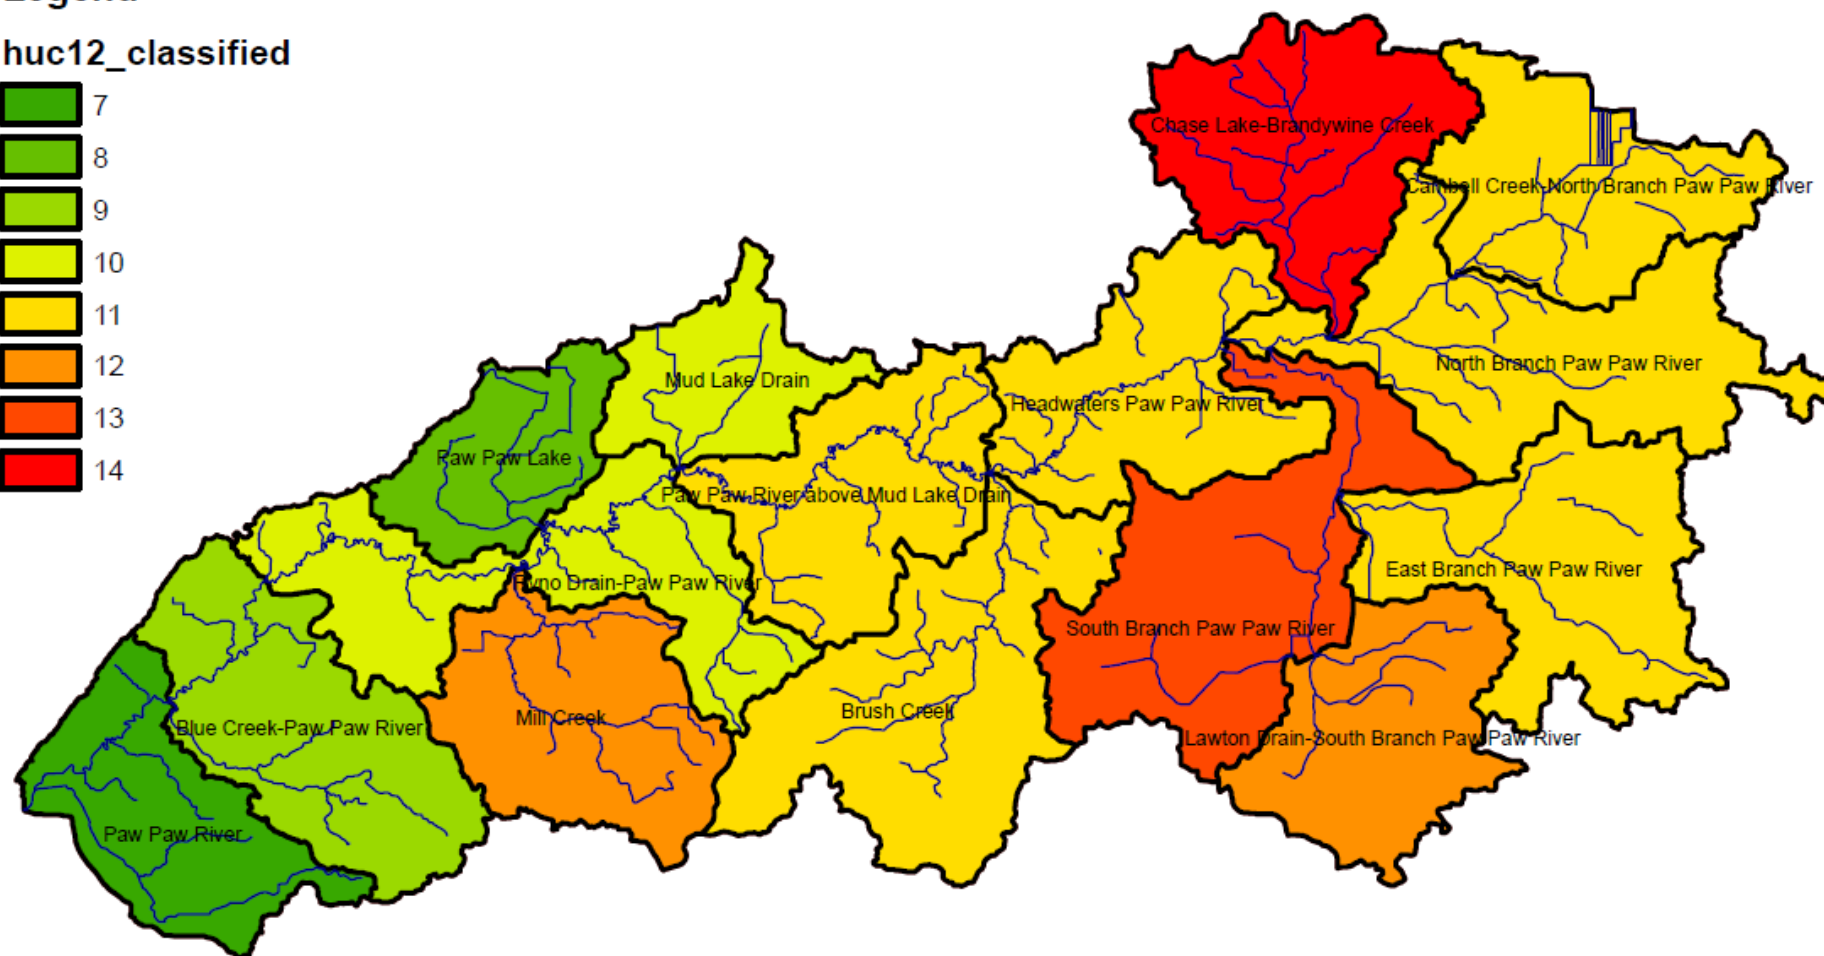 Legend
huc12_classified
7
8
9
10
11
12
13
14
Chase Lake-Brandywine Creek
Cambell Creek-North Branch Paw Paw River
North Branch Paw Paw River
Mud Lake Drain
Headwaters Paw Paw River
Paw Paw Lake
Paw Paw River above Mud Lake Drain
Ryno Drain-Paw Paw River
East Branch Paw Paw River
South Branch Paw Paw River
Brush Creek
Mill Creek
Blue Creek-Paw Paw River
Lawton Drain-South Branch Paw Paw River
Paw Paw River